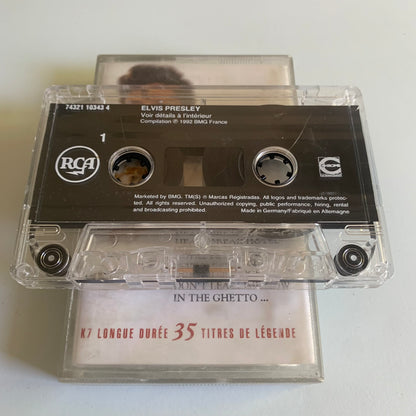 74321 10343 4
ELVIS PRESLEY
Voir détails à l'intérieur
Compilation ℗ 1992 BMG France
1
RCA
Marketed by BMG. TM(S) ® Marcas Registradas. All logos and trademarks protec-
ted. All rights reserved. Unauthorized copying, public performance, hiring, rental
and broadcasting prohibited.
Made in Germany/Fabriqué en Allemagne
HEARTBREAK HOTEL
IN THE GHETTO ...
K7 LONGUE DURÉE 35 TITRES DE LÉGENDE